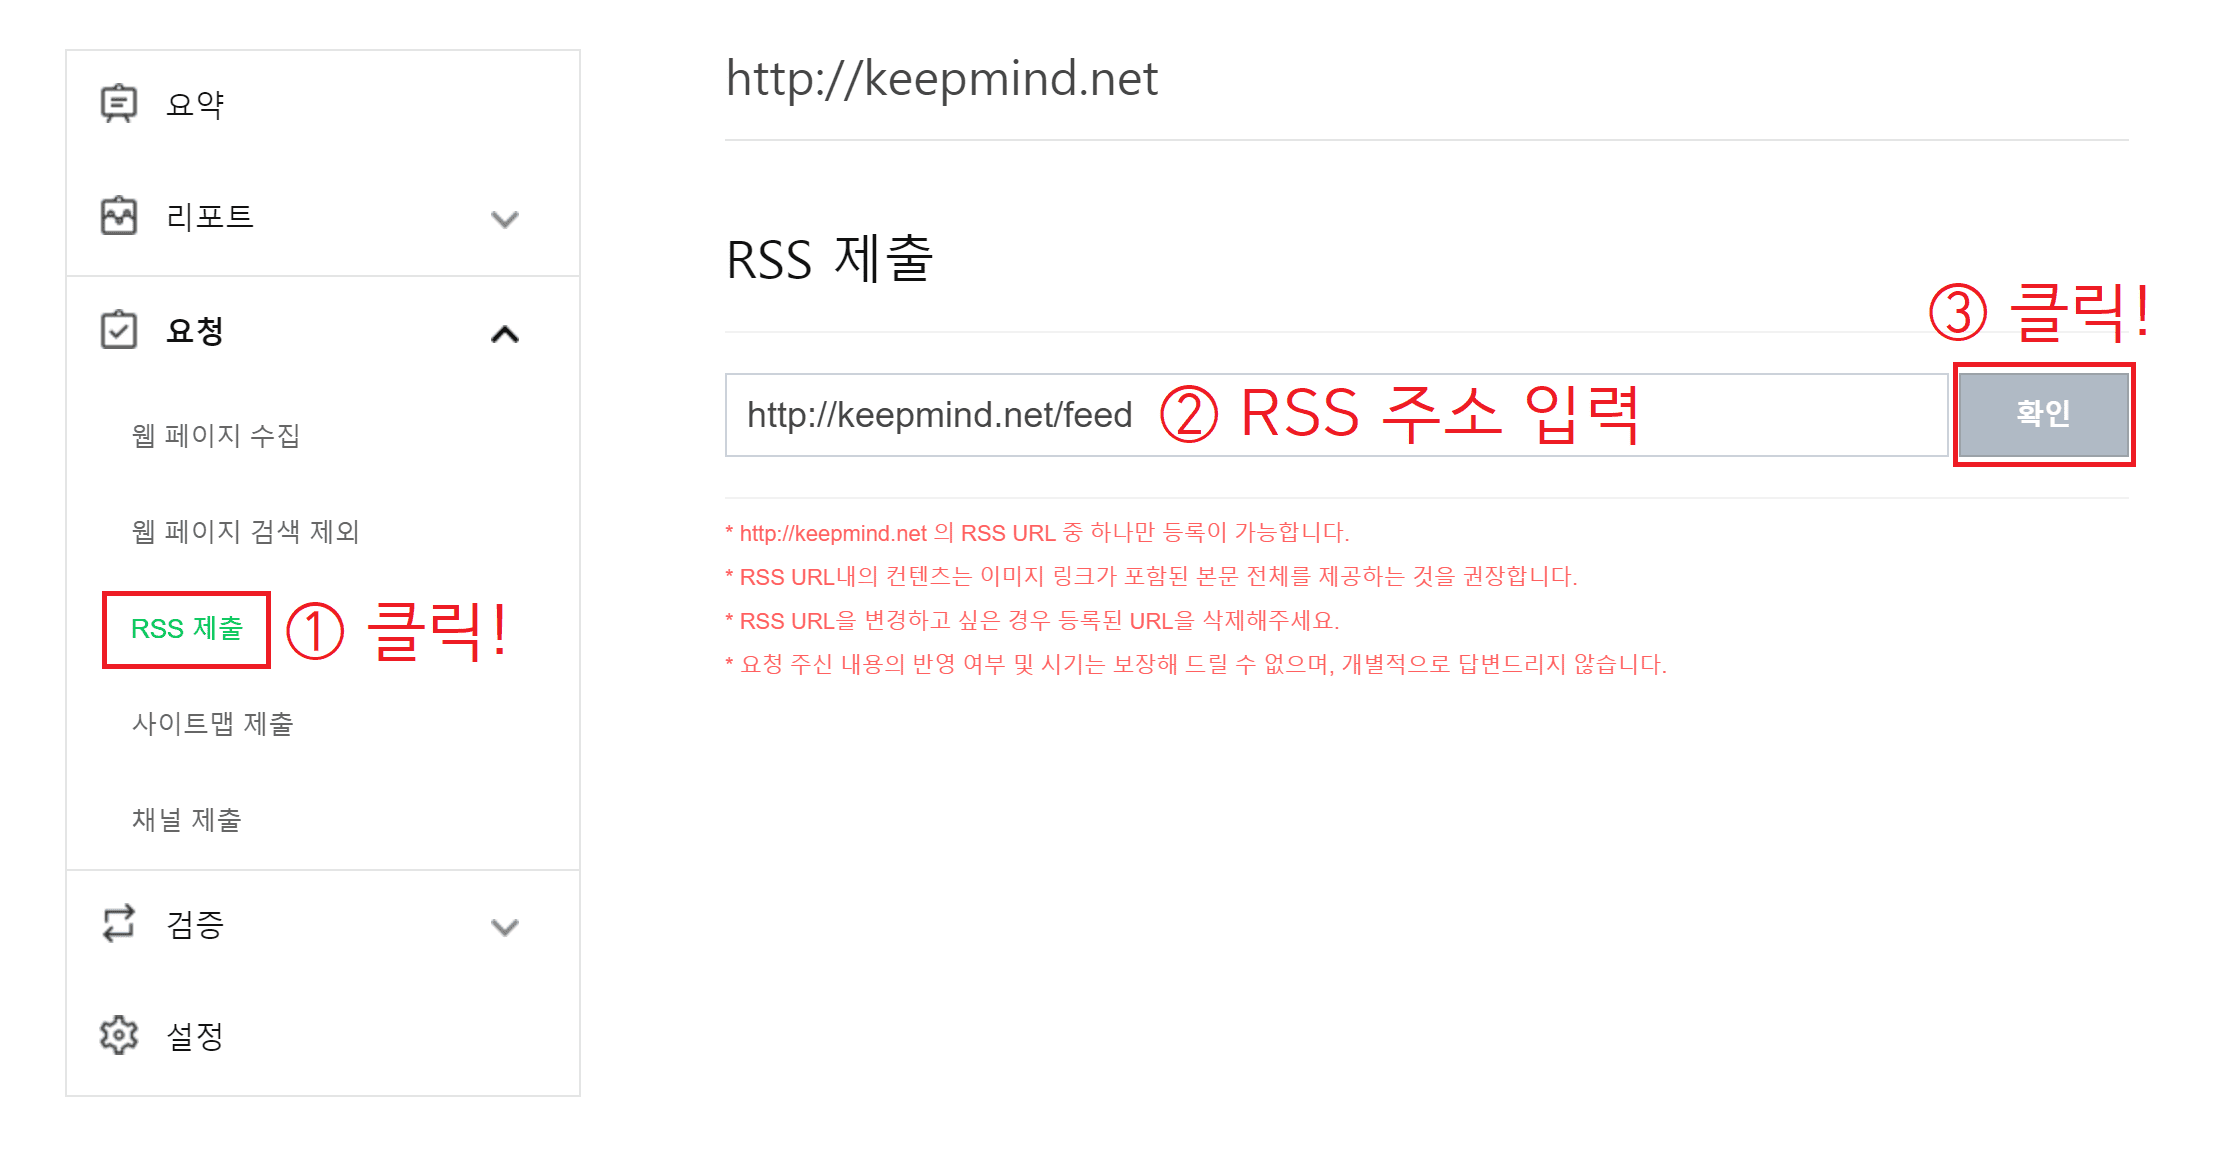 요약
리포트
요청
웹 페이지 수집
웹 페이지 검색 제외
RSS 제출 ① 클릭!
사이트맵 제출
채널 제출
검증
설정
http://keepmind.net
RSS 제출
③ 클릭!
http://keepmind.net/feed ② RSS 주소 입력 확인
* http://keepmind.net 의 RSS URL 중 하나만 등록이 가능합니다.
* RSS URL내의 컨텐츠는 이미지 링크가 포함된 본문 전체를 제공하는 것을 권장합니다.
* RSS URL을 변경하고 싶은 경우 등록된 URL을 삭제해주세요.
* 요청 주신 내용의 반영 여부 및 시기는 보장해 드릴 수 없으며, 개별적으로 답변드리지 않습니다.